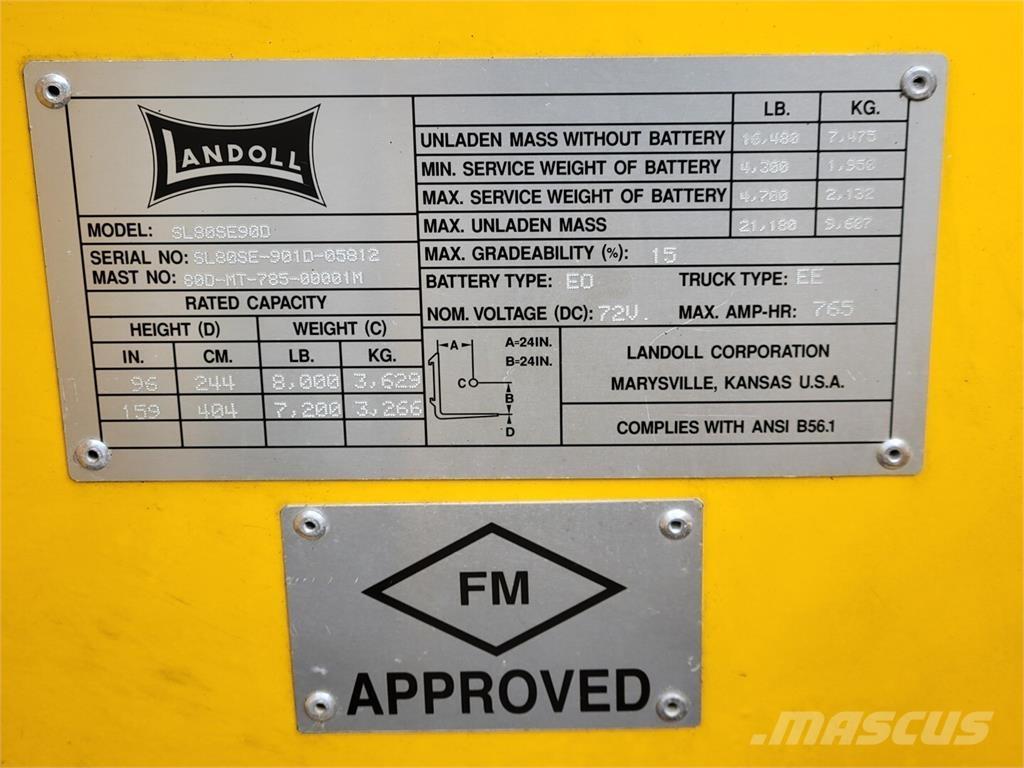 LANDOLL
MODEL: SL80SE90D
SERIAL NO: SL80SE-901D-05812
MAST NO: 80D-MT-785-00001M
RATED CAPACITY
HEIGHT (D) WEIGHT (C)
IN. CM. LB. KG.
96 244 8,000 3,629
159 404 7,200 3,266
LB. KG.
UNLADEN MASS WITHOUT BATTERY 16,480 7,475
MIN. SERVICE WEIGHT OF BATTERY 4,300 1,950
MAX. SERVICE WEIGHT OF BATTERY 4,700 2,132
MAX. UNLADEN MASS 21,180 9,607
MAX. GRADEABILITY (%): 15
BATTERY TYPE: EO TRUCK TYPE: EE
NOM. VOLTAGE (DC): 72V. MAX. AMP-HR: 765
A A=24IN.
B=24IN.
C
B
D
LANDOLL CORPORATION
MARYSVILLE, KANSAS U.S.A.
COMPLIES WITH ANSI B56.1
FM
APPROVED
MASCUS